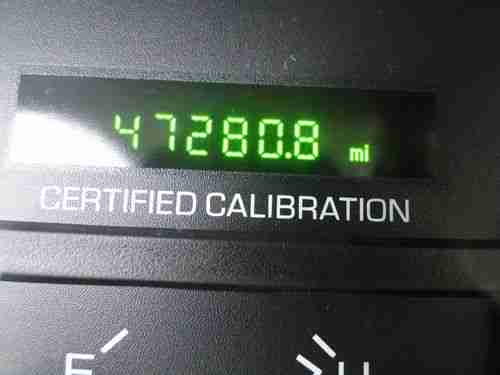 47280.8 mi
CERTIFIED CALIBRATION
F H